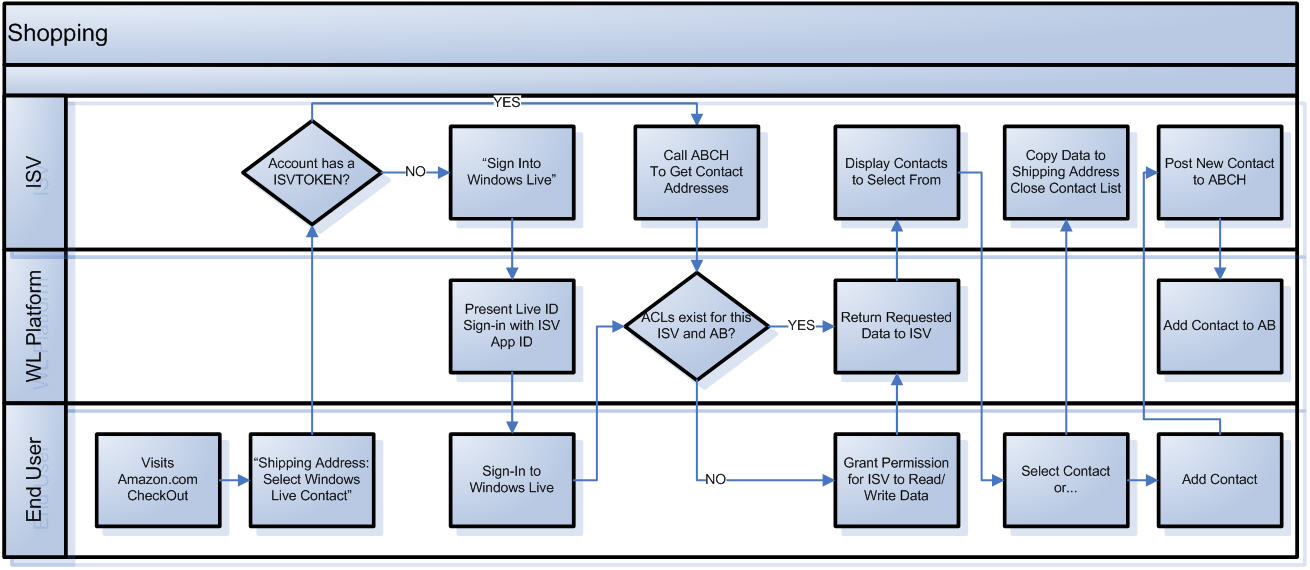 Shopping
ISV
YES
Account has a
ISVTOKEN?
NO
“Sign Into
Windows Live”
Call ABCH
To Get Contact
Addresses
Display Contacts
to Select From
Copy Data to
Shipping Address
Close Contact List
Post New Contact
to ABCH
WL Platform
Present Live ID
Sign-in with ISV
App ID
ACLs exist for this
ISV and AB?
YES
Return Requested
Data to ISV
Add Contact to AB
End User
Visits
Amazon.com
CheckOut
“Shipping Address:
Select Windows
Live Contact”
Sign-In to
Windows Live
NO
Grant Permission
for ISV to Read/
Write Data
Select Contact
or...
Add Contact